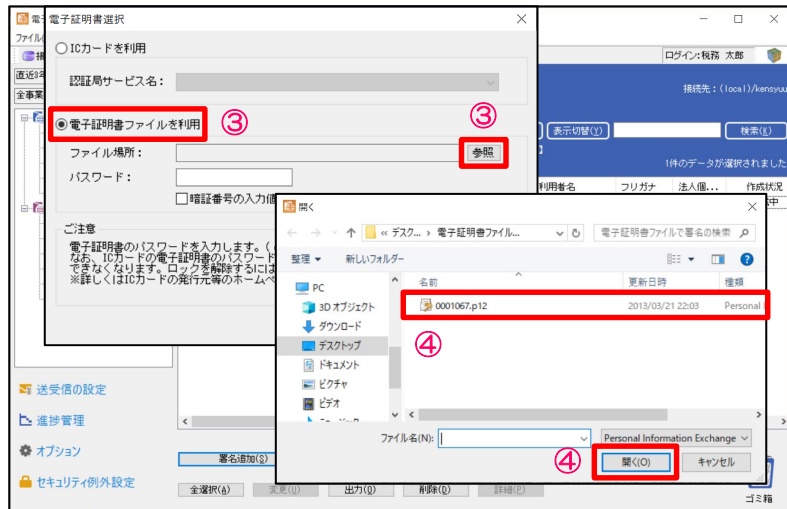 電子証明書選択
ICカードを利用
認証局サービス名：
電子証明書ファイルを利用
③
③
ファイル場所：
参照
パスワード：
暗証番号の入力
ご注意
電子証明書のパスワードを入力します。(
なお、ICカードの電子証明書のパスワード
できなくなります。ロックを解除するには
※詳しくはICカードの発行元等のホームペ
ログイン:税務 太郎
直近3年
全事業
接続先：(local)/kensyuu
表示切替(Y)
検索(K)
1件のデータが選択されました
利用者名
フリガナ
法人個...
作成状況
開く
« デスク... › 電子証明書ファイル...
電子証明書ファイルで署名の検索
整理
新しいフォルダー
名前
更新日時
種類
PC
3D オブジェクト
0001067.p12
2013/03/21 22:03
Personal
ダウンロード
デスクトップ
④
ドキュメント
ピクチャ
ビデオ
ファイル名(N):
Personal Information Exchange
④
開く(O)
キャンセル
送受信の設定
進捗管理
オプション
セキュリティ例外設定
署名追加(S)
全選択(A)
変更(U)
出力(O)
削除(D)
詳細(P)
ゴミ箱